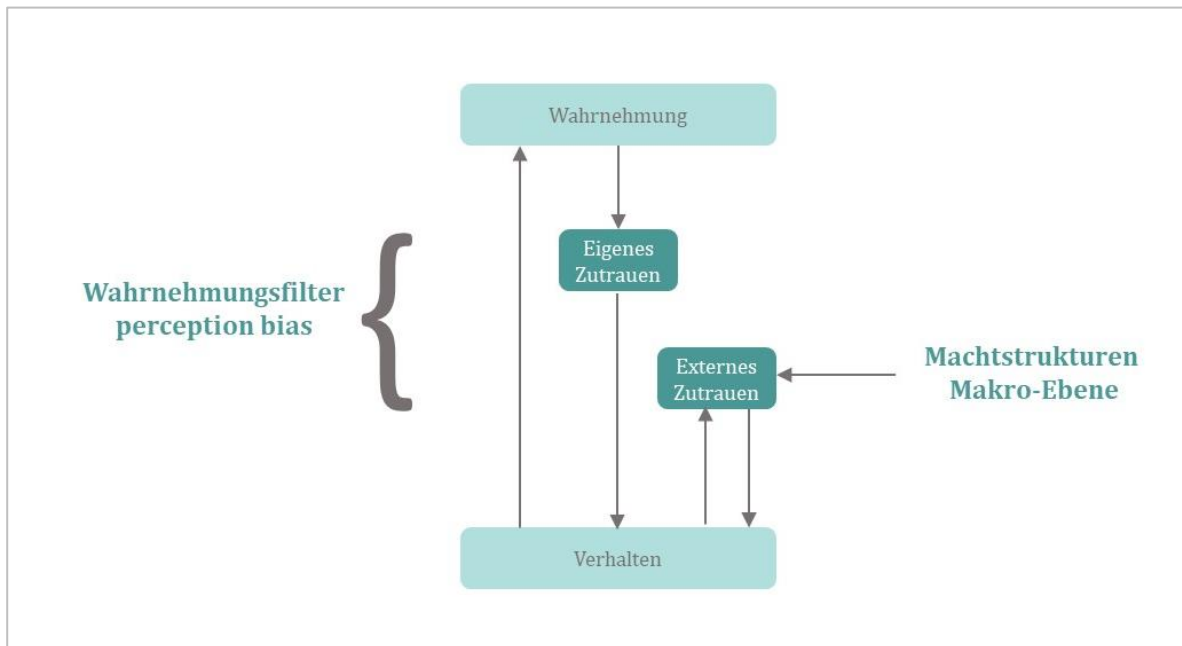 Wahrnehmung
Eigenes
Zutrauen
Wahrnehmungsfilter
perception bias
Externes
Zutrauen
Machtstrukturen
Makro-Ebene
Verhalten